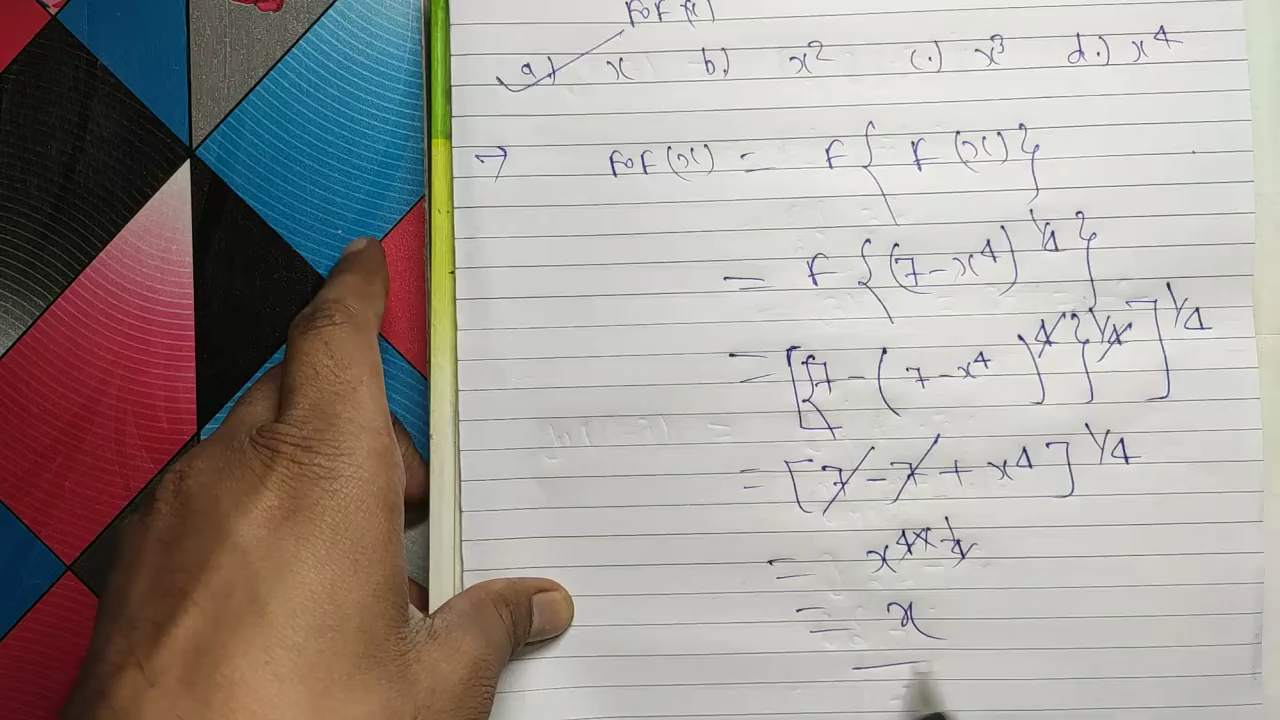 FOF(x)
a) x b.) x² c.) x³ d.) x⁴
→ FOF(x) = F{ F(x)}
= F{(7-x⁴)^1/4}
= [{7-(7-x⁴)^4}^1/4]^1/4
= [7-7+x⁴]^1/4
= x^4×1/4
= x